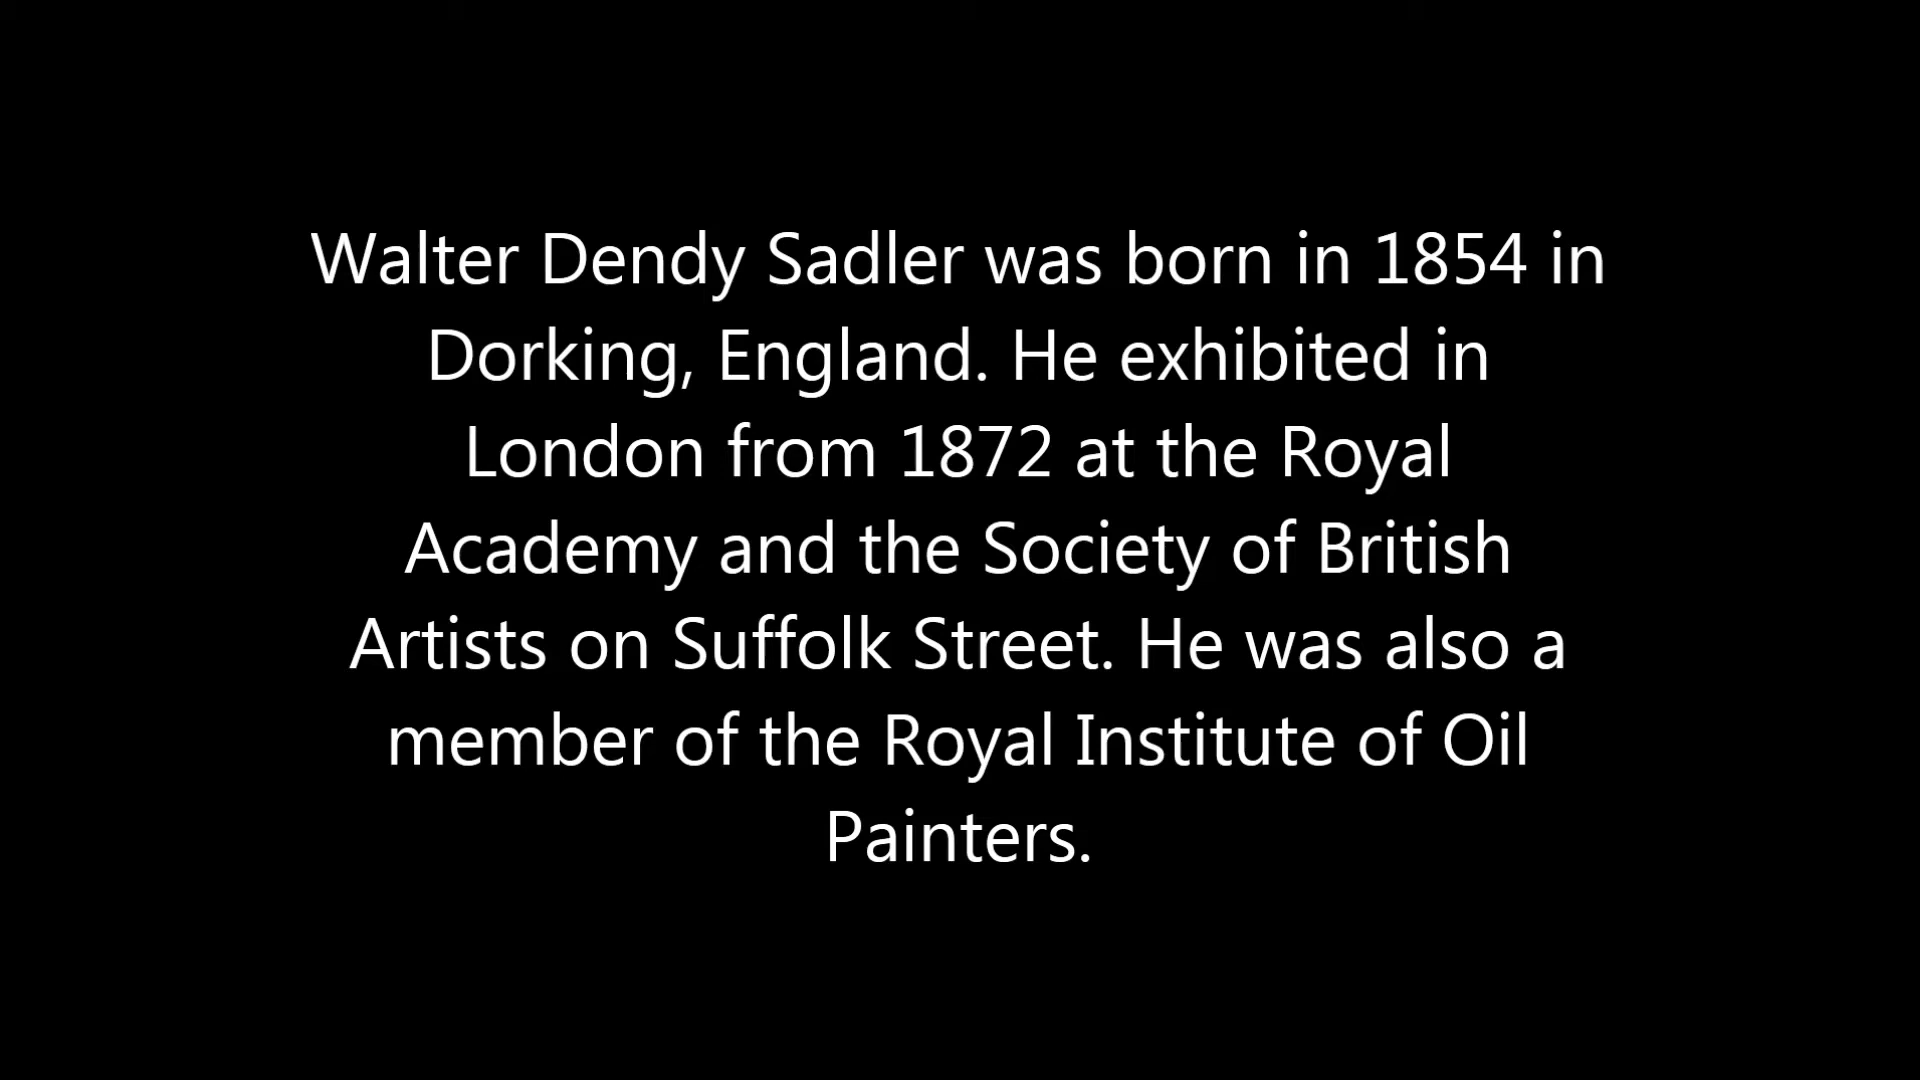 Walter Dendy Sadler was born in 1854 in
Dorking, England. He exhibited in
London from 1872 at the Royal
Academy and the Society of British
Artists on Suffolk Street. He was also a
member of the Royal Institute of Oil
Painters.